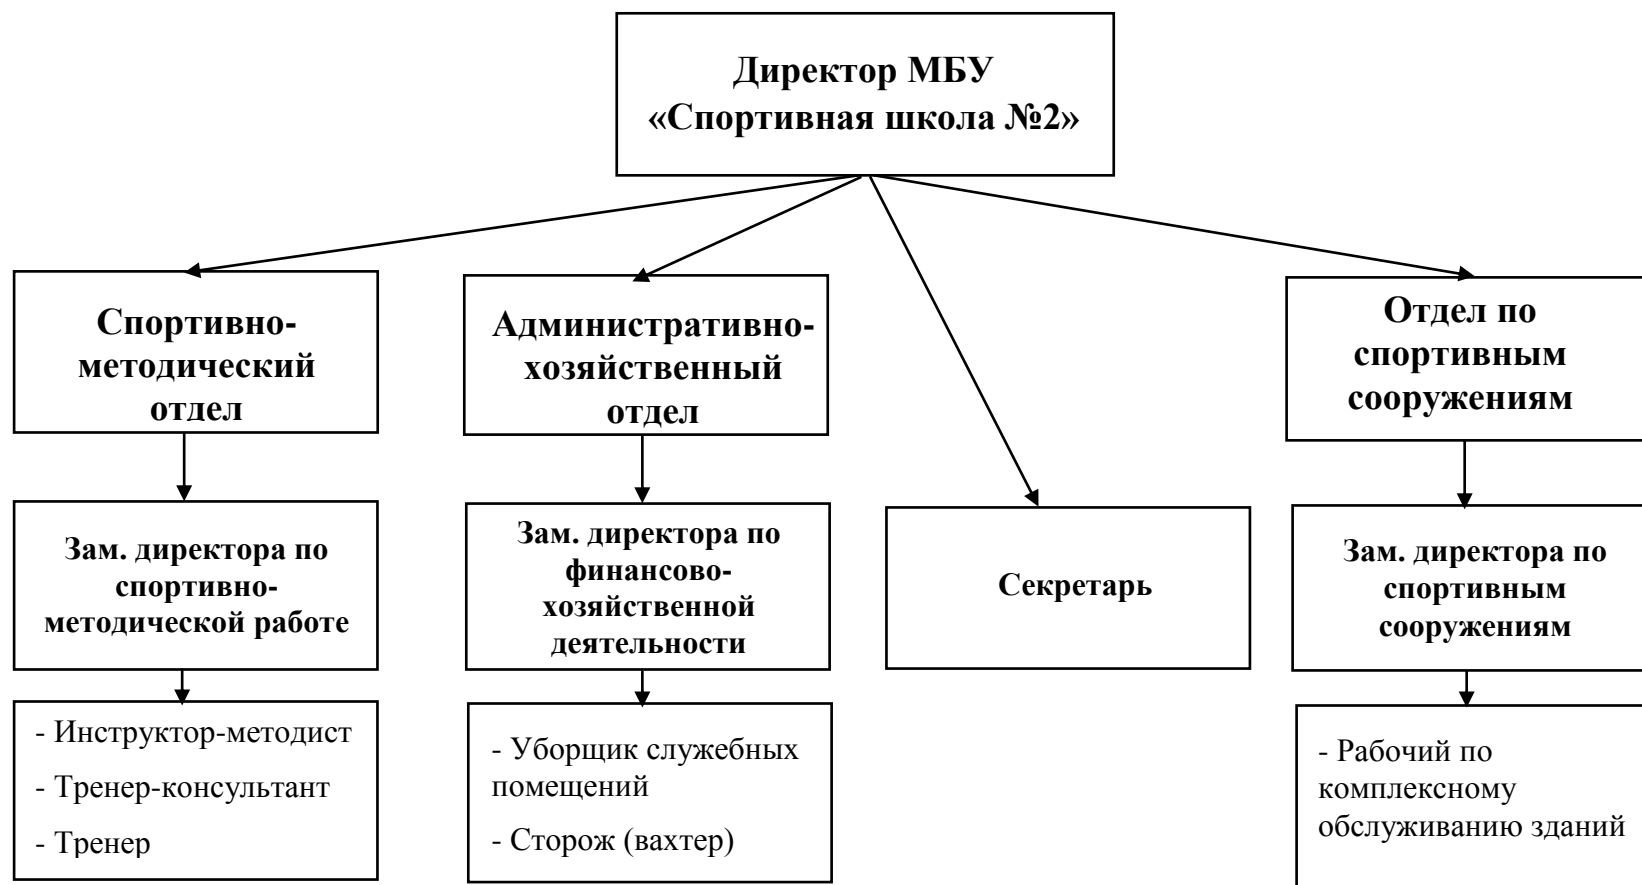 Директор МБУ
«Спортивная школа №2»
Спортивно-
методический
отдел
Административно-
хозяйственный
отдел
Отдел по
спортивным
сооружениям
Зам. директора по
спортивно-
методической работе
Зам. директора по
финансово-
хозяйственной
деятельности
Секретарь
Зам. директора по
спортивным
сооружениям
- Инструктор-методист
- Тренер-консультант
- Тренер
- Уборщик служебных
помещений
- Сторож (вахтер)
- Рабочий по
комплексному
обслуживанию зданий